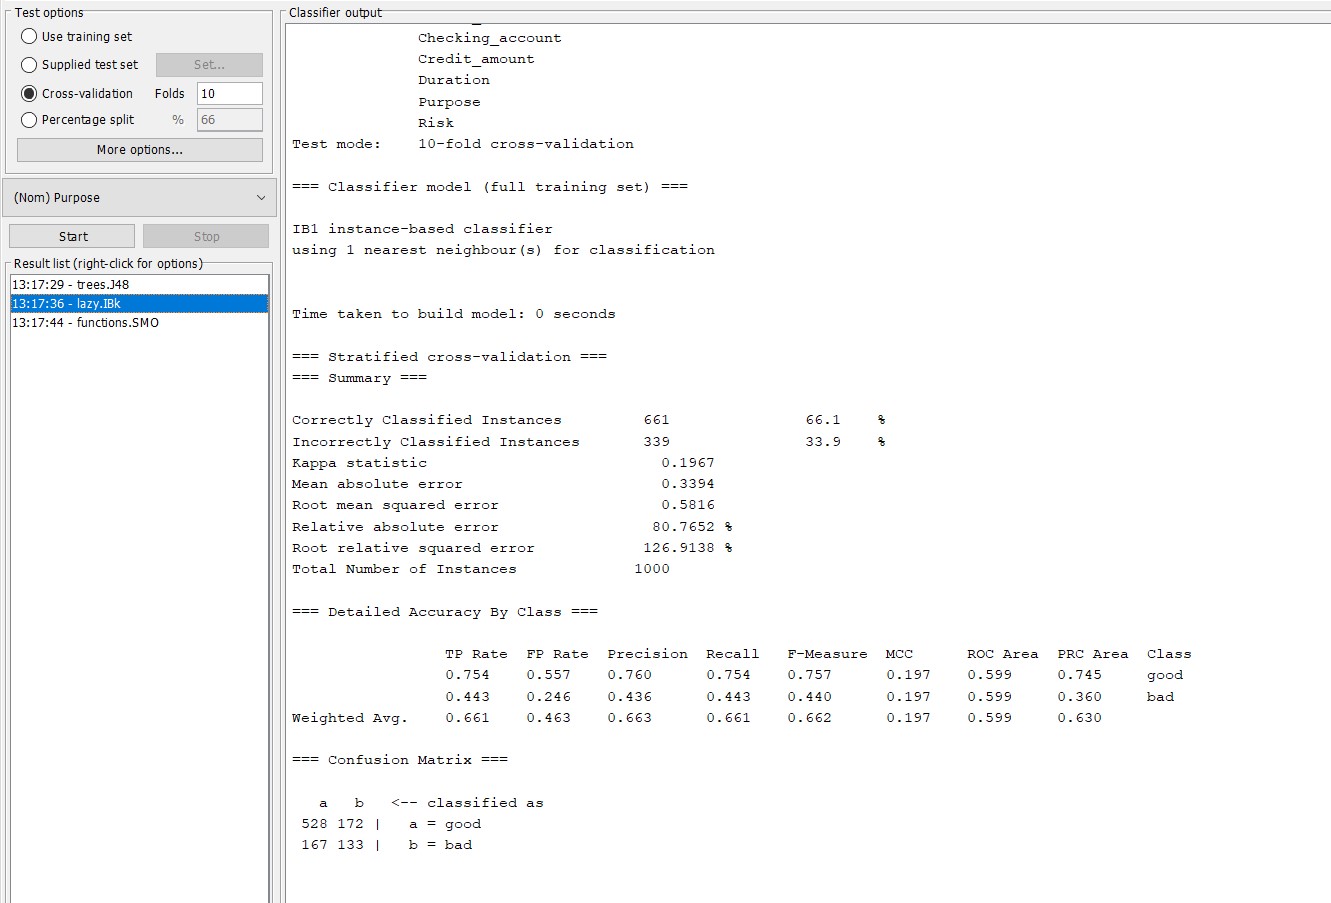 Test options
Use training set
Supplied test set Set...
Cross-validation Folds 10
Percentage split % 66
More options...
(Nom) Purpose
Start Stop
Result list (right-click for options)
13:17:29 - trees.J48
13:17:36 - lazy.IBk
13:17:44 - functions.SMO
Classifier output
Checking_account
Credit_amount
Duration
Purpose
Risk
Test mode: 10-fold cross-validation
=== Classifier model (full training set) ===
IB1 instance-based classifier
using 1 nearest neighbour(s) for classification
Time taken to build model: 0 seconds
=== Stratified cross-validation ===
=== Summary ===
Correctly Classified Instances 661 66.1 %
Incorrectly Classified Instances 339 33.9 %
Kappa statistic 0.1967
Mean absolute error 0.3394
Root mean squared error 0.5816
Relative absolute error 80.7652 %
Root relative squared error 126.9138 %
Total Number of Instances 1000
=== Detailed Accuracy By Class ===
TP Rate FP Rate Precision Recall F-Measure MCC ROC Area PRC Area Class
0.754 0.557 0.760 0.754 0.757 0.197 0.599 0.745 good
0.443 0.246 0.436 0.443 0.440 0.197 0.599 0.360 bad
Weighted Avg. 0.661 0.463 0.663 0.661 0.662 0.197 0.599 0.630
=== Confusion Matrix ===
a b <-- classified as
528 172 | a = good
167 133 | b = bad